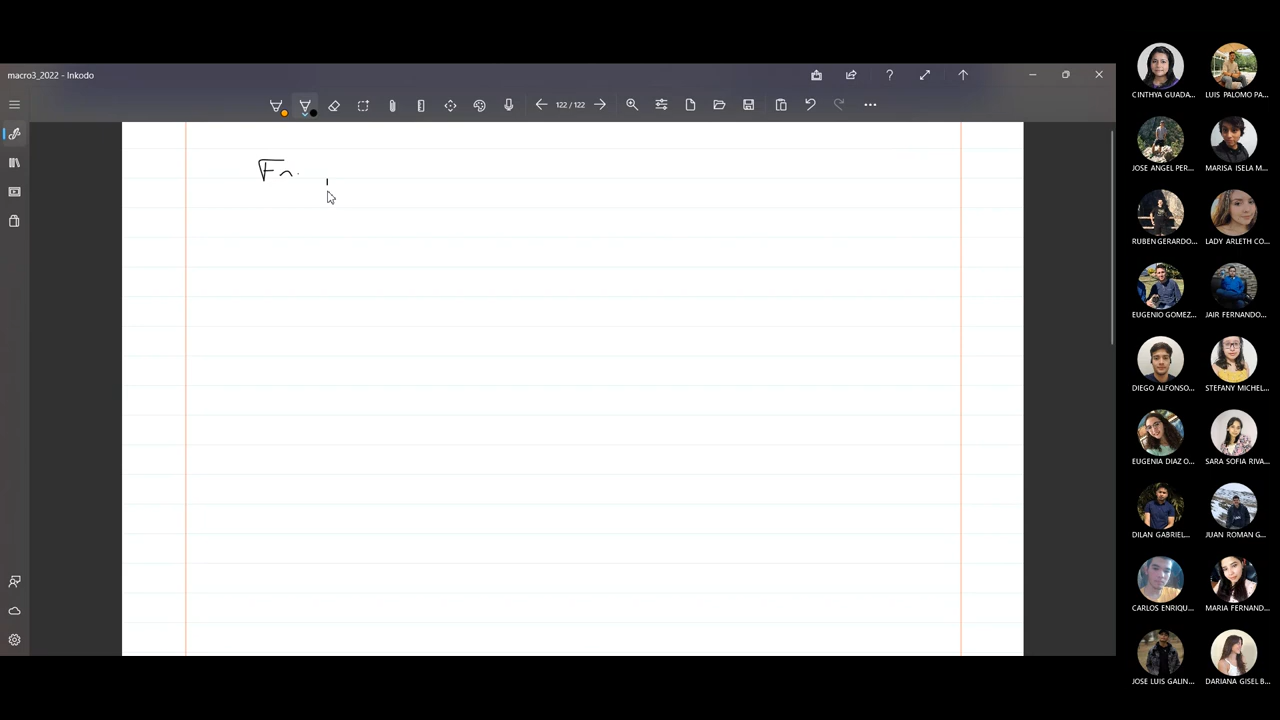 macro3_2022 - Inkodo
122 / 122
CINTHYA GUADA...
LUIS PALOMO PA...
JOSE ANGEL PER...
MARISA ISELA M...
RUBEN GERARDO...
LADY ARLETH CO...
EUGENIO GOMEZ...
JAIR FERNANDO...
DIEGO ALFONSO...
STEFANY MICHEL...
EUGENIA DIAZ O...
SARA SOFIA RIVA...
DILAN GABRIEL...
JUAN ROMAN G...
CARLOS ENRIQU...
MARIA FERNAND...
JOSE LUIS GALIN...
DARIANA GISEL B...